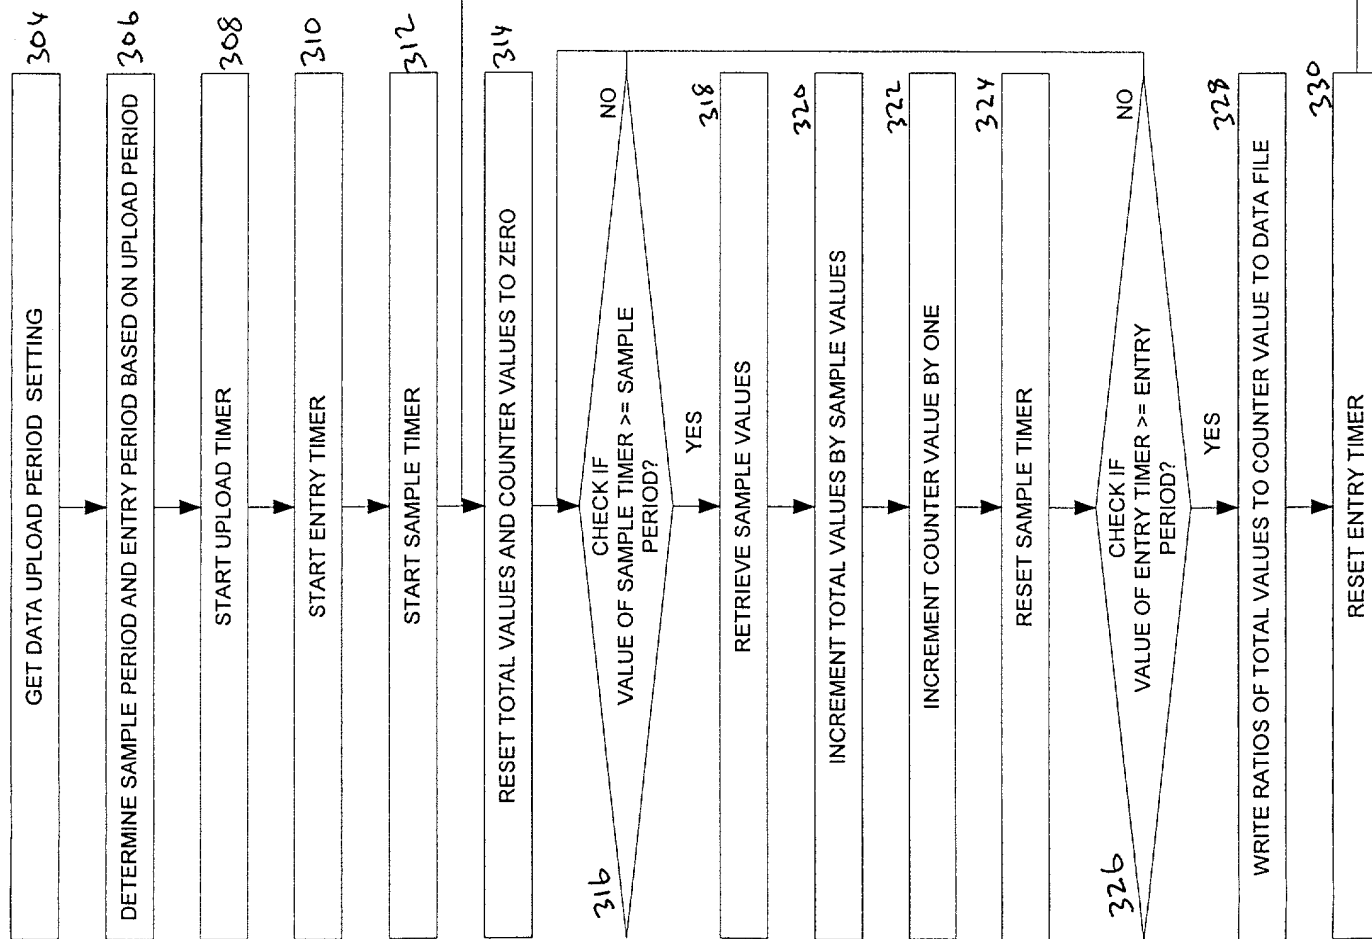 GET DATA UPLOAD PERIOD SETTING
304
DETERMINE SAMPLE PERIOD AND ENTRY PERIOD BASED ON UPLOAD PERIOD
306
START UPLOAD TIMER
308
START ENTRY TIMER
310
START SAMPLE TIMER
312
RESET TOTAL VALUES AND COUNTER VALUES TO ZERO
314
316
CHECK IF
VALUE OF SAMPLE TIMER >= SAMPLE
PERIOD?
NO
YES
RETRIEVE SAMPLE VALUES
318
INCREMENT TOTAL VALUES BY SAMPLE VALUES
320
INCREMENT COUNTER VALUE BY ONE
322
RESET SAMPLE TIMER
324
326
CHECK IF
VALUE OF ENTRY TIMER >= ENTRY
PERIOD?
NO
YES
WRITE RATIOS OF TOTAL VALUES TO COUNTER VALUE TO DATA FILE
328
RESET ENTRY TIMER
330